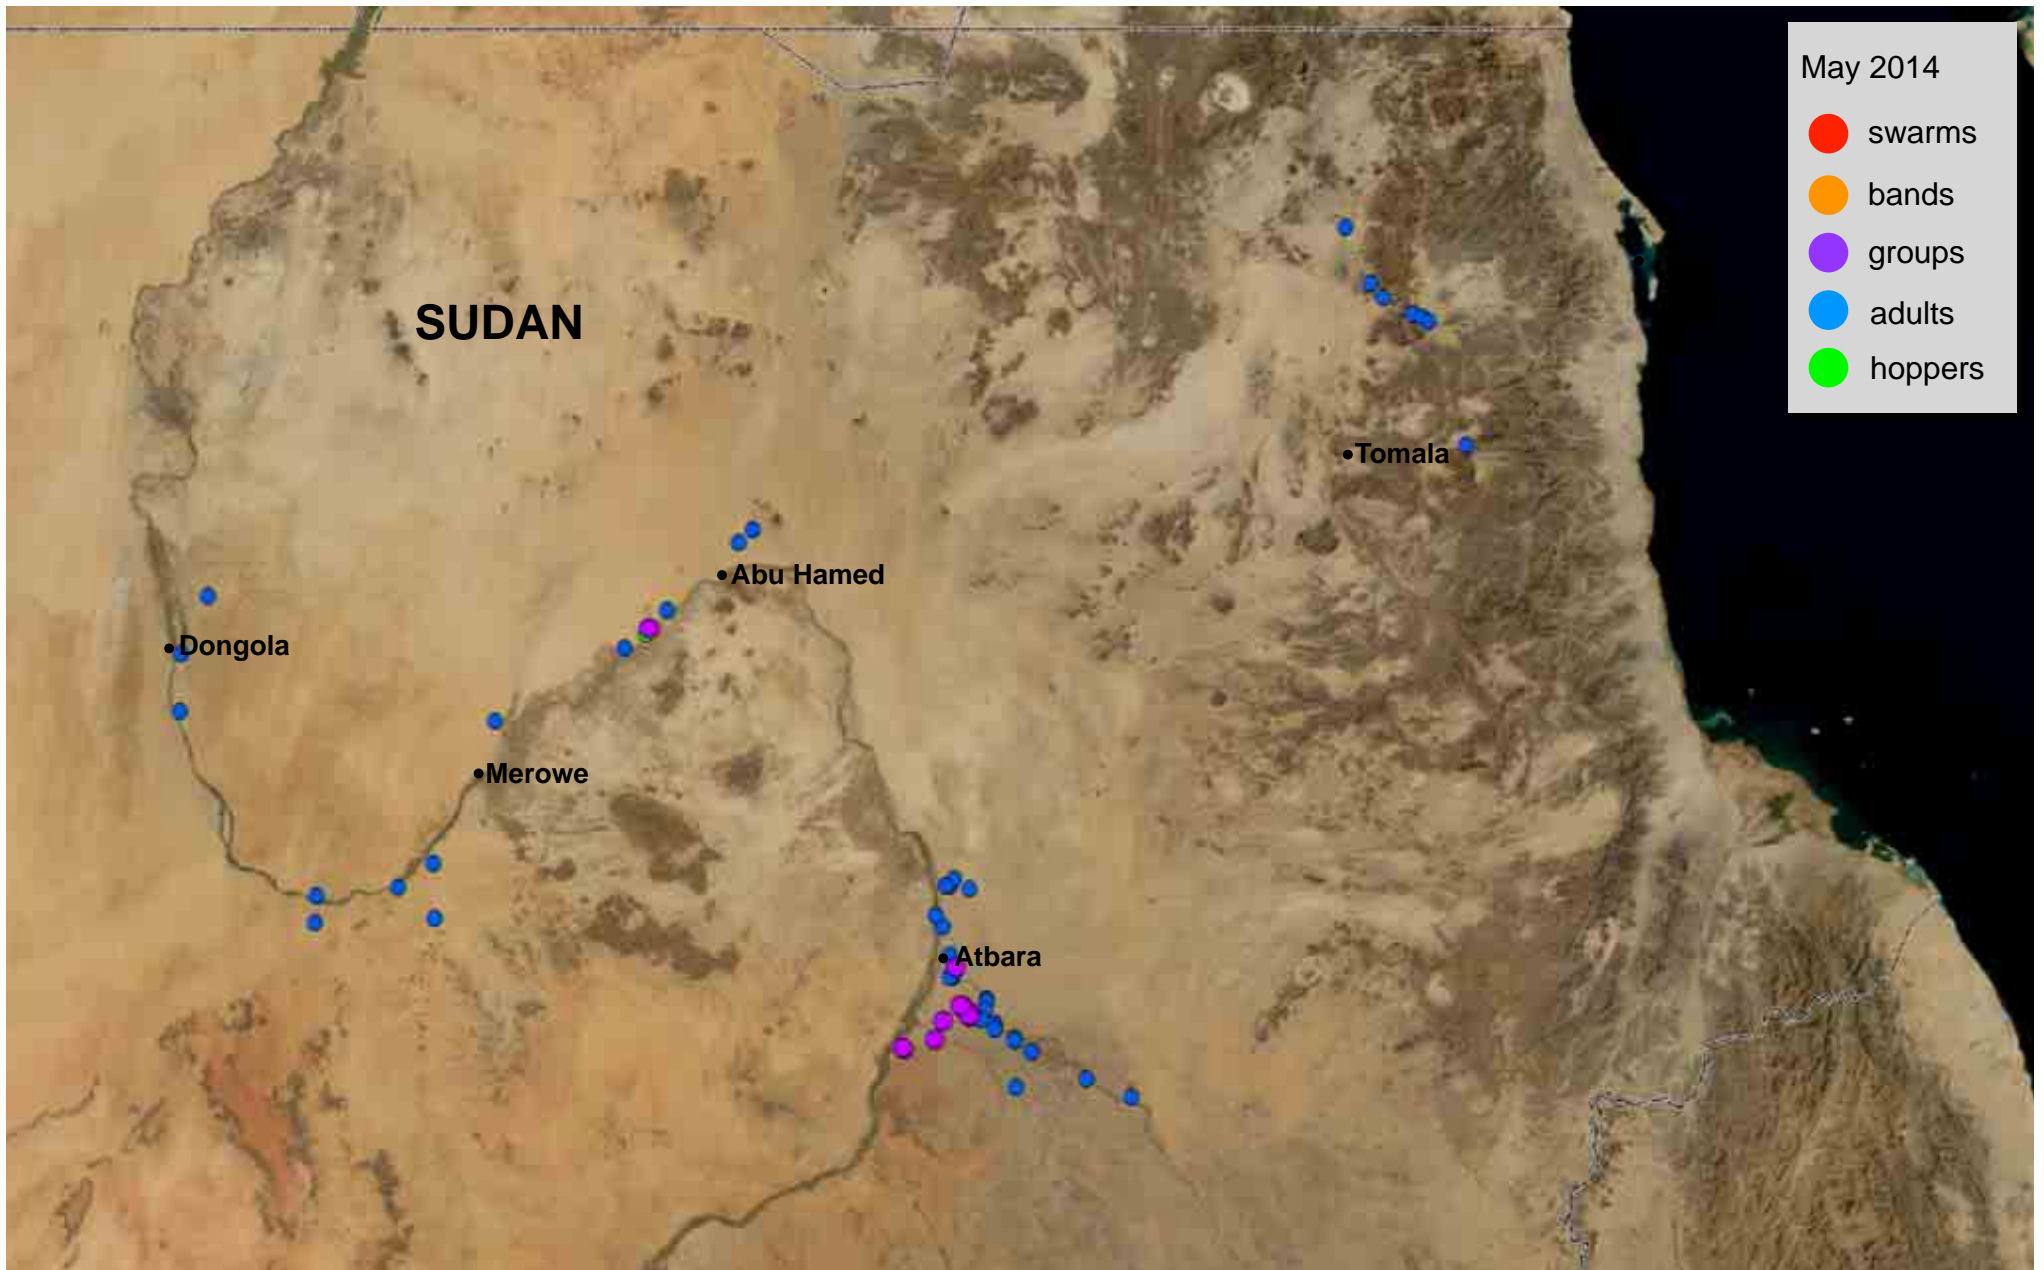 May 2014
swarms
bands
groups
adults
hoppers
SUDAN
Tomala
Abu Hamed
Dongola
Merowe
Atbara